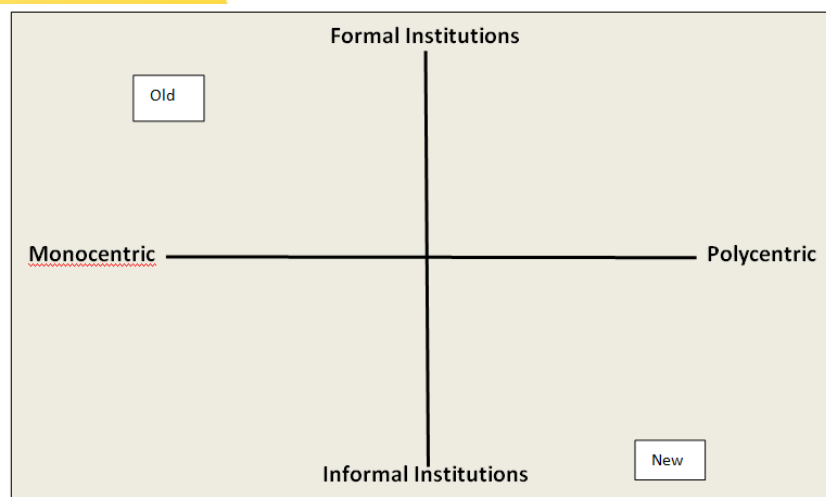 Formal Institutions
Old
Monocentric
Polycentric
New
Informal Institutions